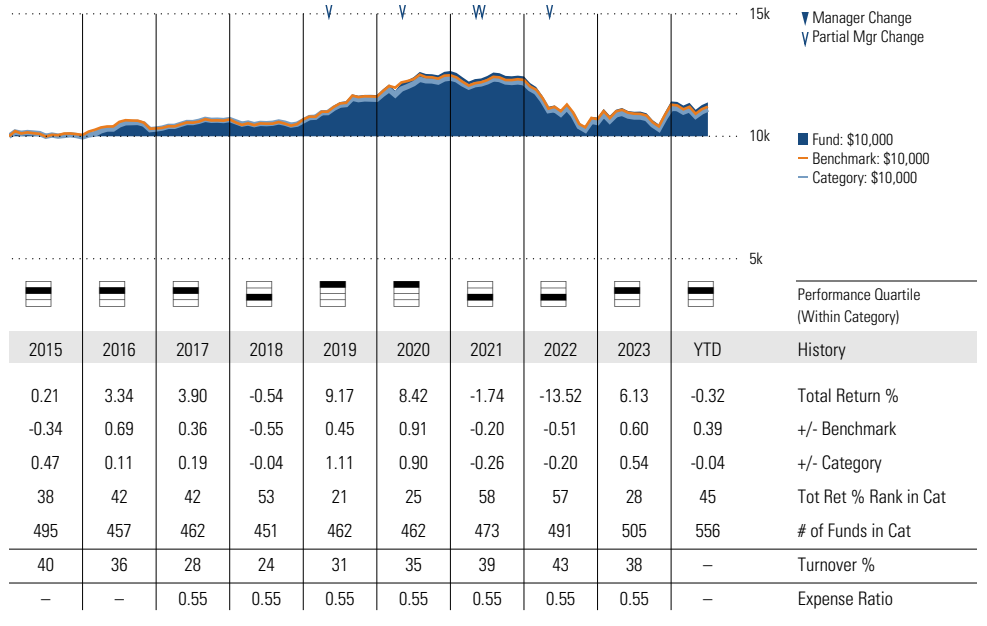 15k
▼ Manager Change
Partial Mgr Change
10k
Fund: $10,000
Benchmark: $10,000
Category: $10,000
5k
Performance Quartile
(Within Category)
2015 2016 2017 2018 2019 2020 2021 2022 2023 YTD History
0.21 3.34 3.90 -0.54 9.17 8.42 -1.74 -13.52 6.13 -0.32 Total Return %
-0.34 0.69 0.36 -0.55 0.45 0.91 -0.20 -0.51 0.60 0.39 +/- Benchmark
0.47 0.11 0.19 -0.04 1.11 0.90 -0.26 -0.20 0.54 -0.04 +/- Category
38 42 42 53 21 25 58 57 28 45 Tot Ret % Rank in Cat
495 457 462 451 462 462 473 491 505 556 # of Funds in Cat
40 36 28 24 31 35 39 43 38 – Turnover %
– – 0.55 0.55 0.55 0.55 0.55 0.55 0.55 – Expense Ratio